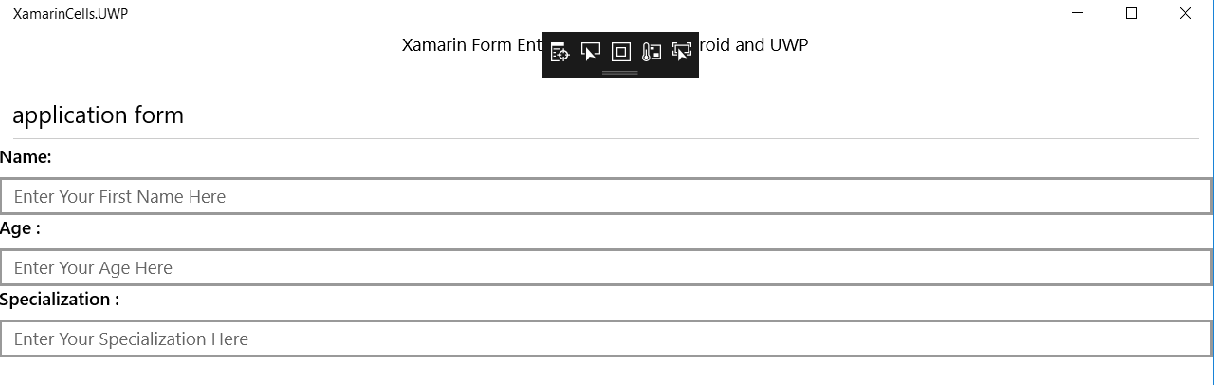 XamarinCells.UWP
Xamarin Form Ent roid and UWP
application form
Name:
Enter Your First Name Here
Age :
Enter Your Age Here
Specialization :
Enter Your Specialization Here